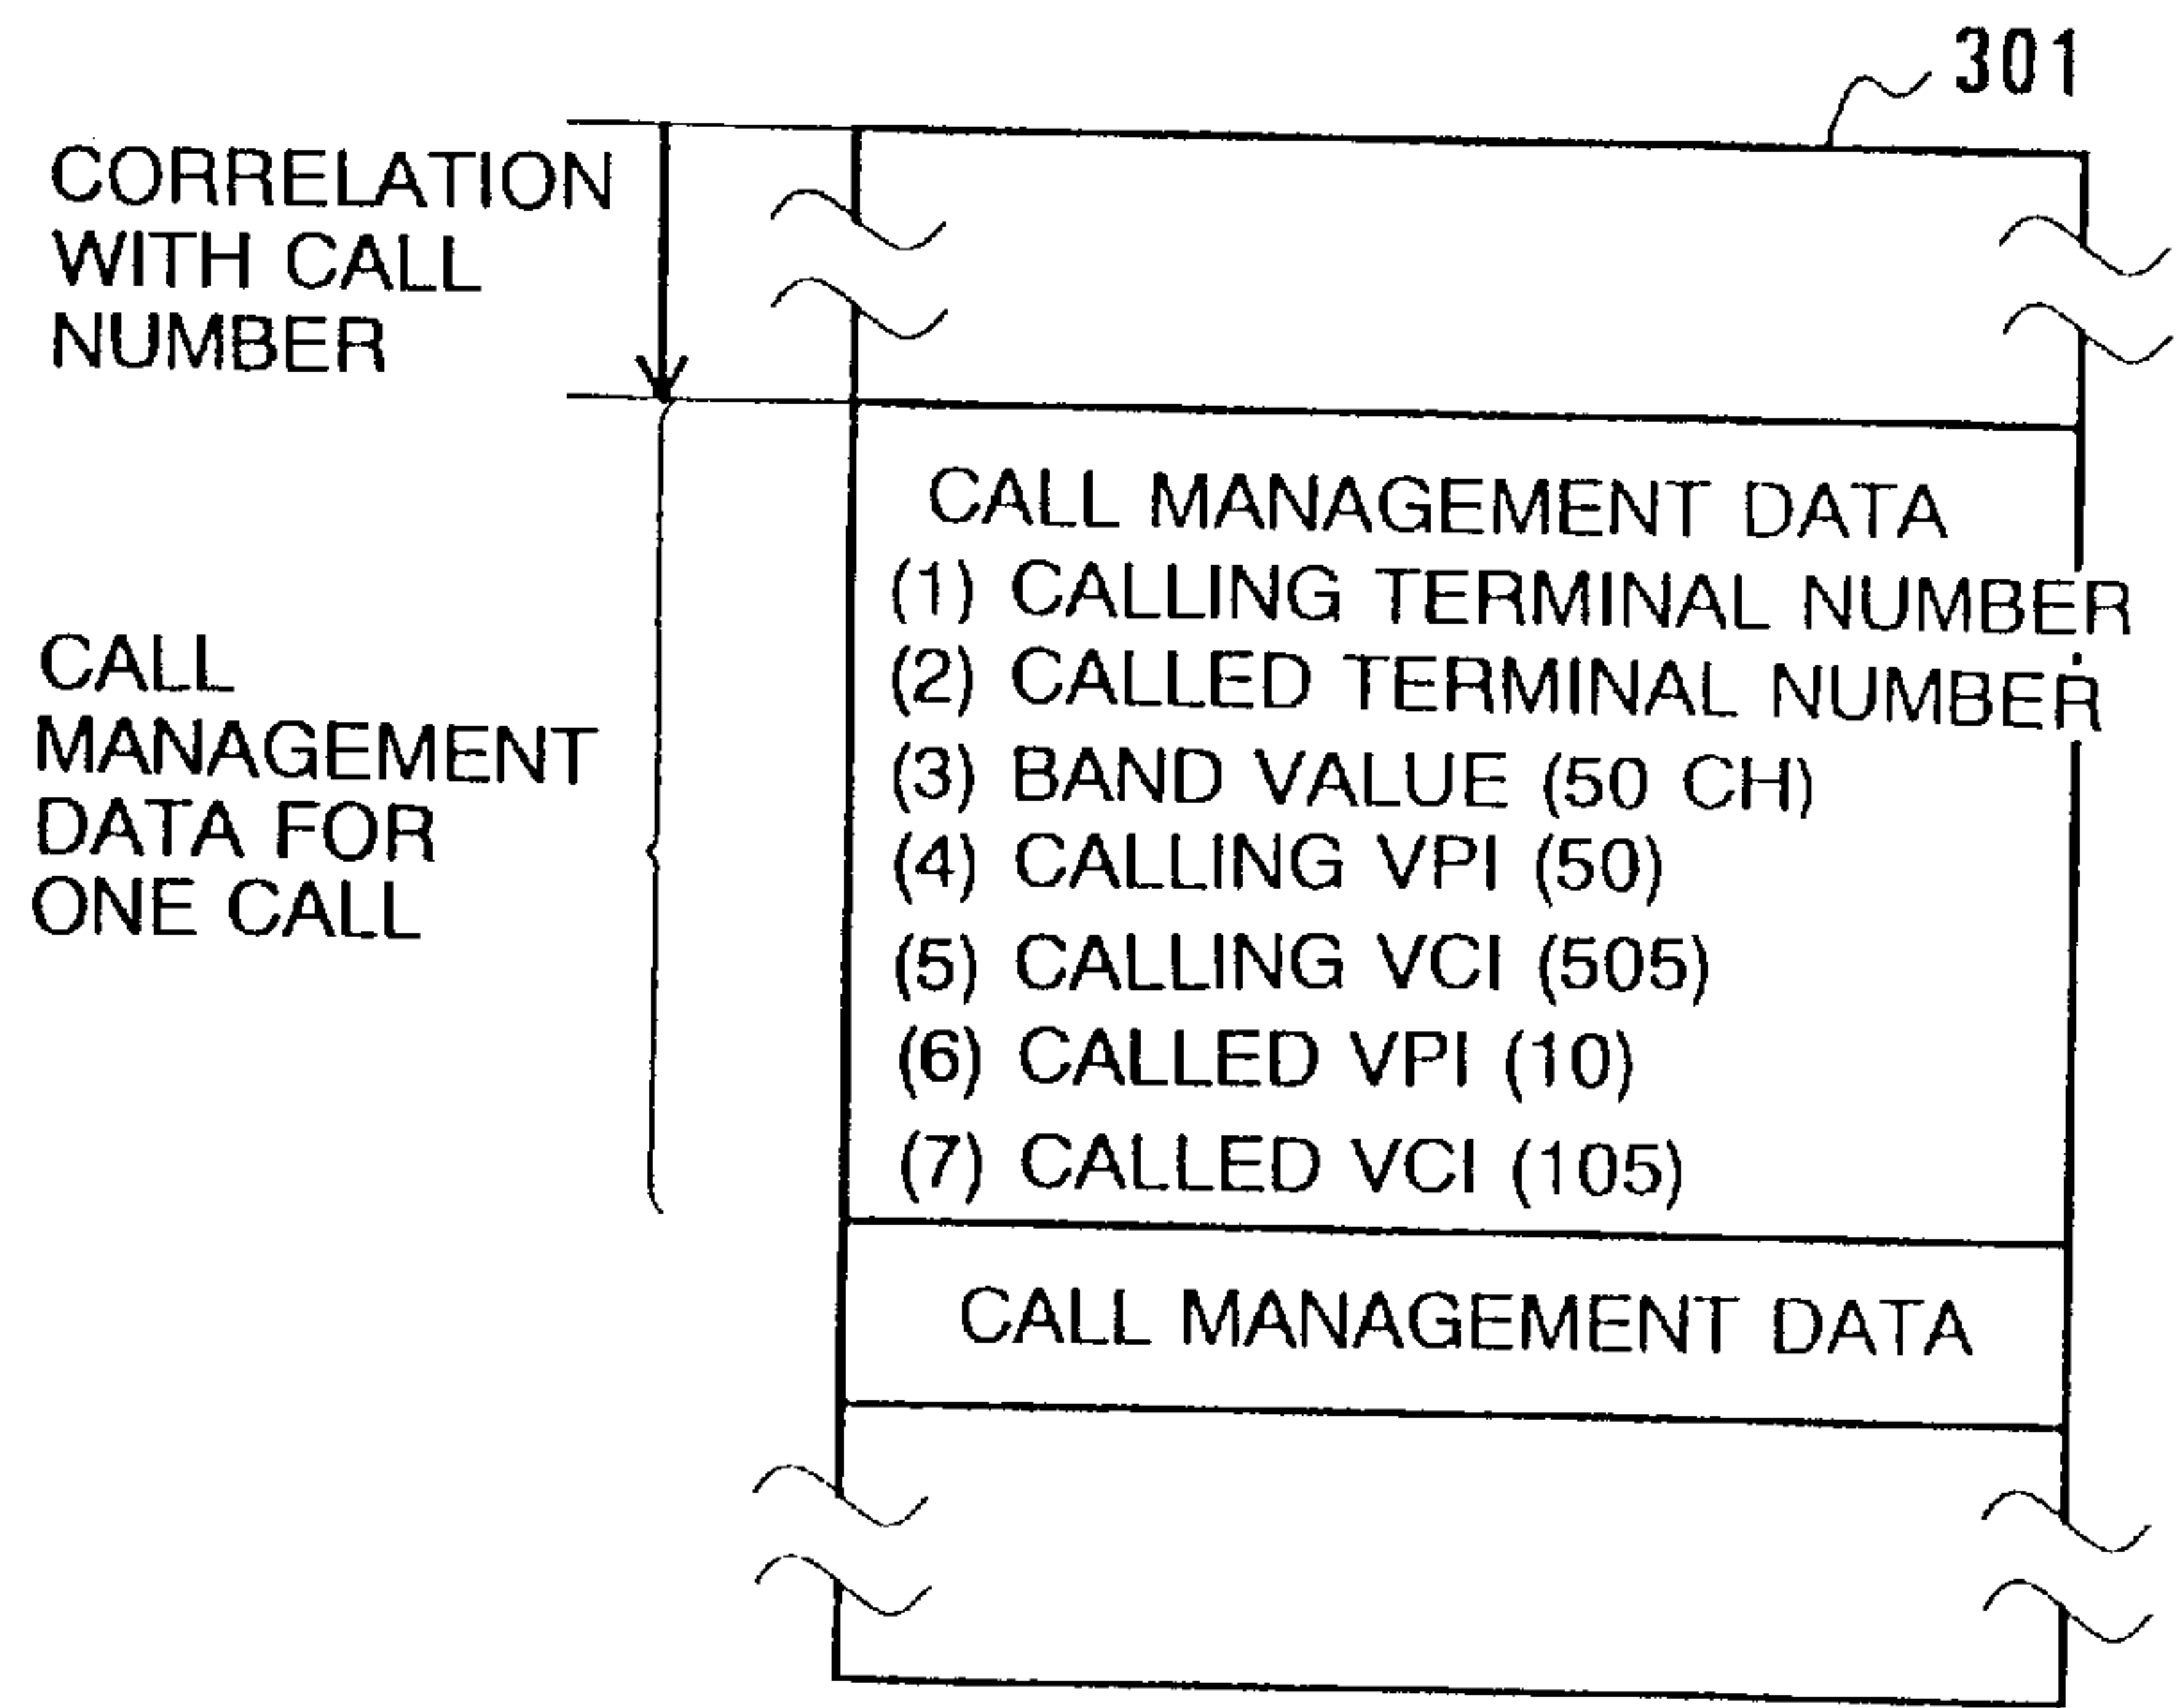 301
CORRELATION
WITH CALL
NUMBER
CALL MANAGEMENT DATA
(1) CALLING TERMINAL NUMBER
(2) CALLED TERMINAL NUMBER
(3) BAND VALUE (50 CH)
(4) CALLING VPI (50)
(5) CALLING VCI (505)
(6) CALLED VPI (10)
(7) CALLED VCI (105)
CALL
MANAGEMENT
DATA FOR
ONE CALL
CALL MANAGEMENT DATA